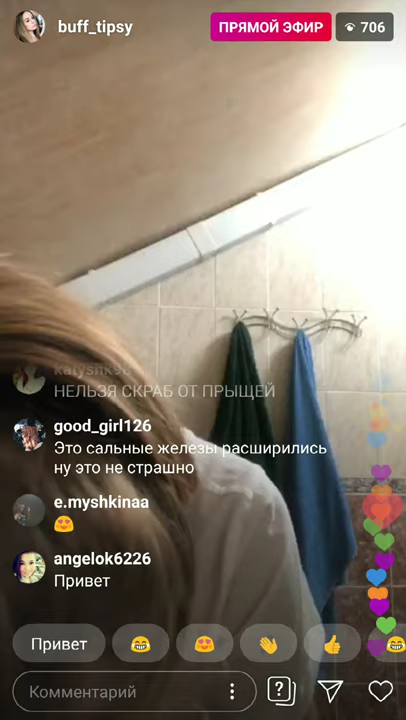 buff_tipsy
ПРЯМОЙ ЭФИР
706
НЕЛЬЗЯ СКРАБ ОТ ПРЫЩЕЙ
good_girl126
Это сальные железы расширились
ну это не страшно
e.myshkinaa
angelok6226
Привет
Привет
Комментарий